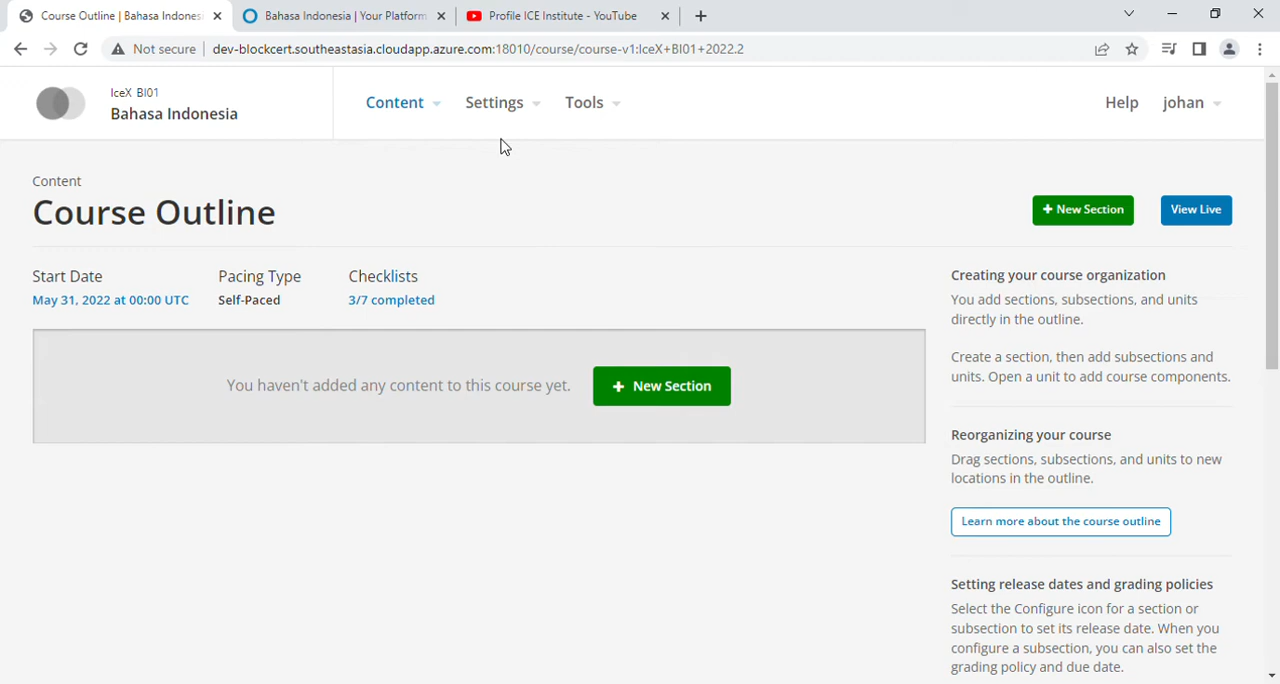 Course Outline | Bahasa Indones
Bahasa Indonesia | Your Platform
Profile ICE Institute - YouTube
Not secure
dev-blockcert.southeastasia.cloudapp.azure.com:18010/course/course-v1:IceX+BI01+2022.2
IceX BI01
Bahasa Indonesia
Content
Settings
Tools
Help
johan
Content
Course Outline
+ New Section
View Live
Start Date
May 31, 2022 at 00:00 UTC
Pacing Type
Self-Paced
Checklists
3/7 completed
You haven't added any content to this course yet.
+ New Section
Creating your course organization
You add sections, subsections, and units
directly in the outline.
Create a section, then add subsections and
units. Open a unit to add course components.
Reorganizing your course
Drag sections, subsections, and units to new
locations in the outline.
Learn more about the course outline
Setting release dates and grading policies
Select the Configure icon for a section or
subsection to set its release date. When you
configure a subsection, you can also set the
grading policy and due date.